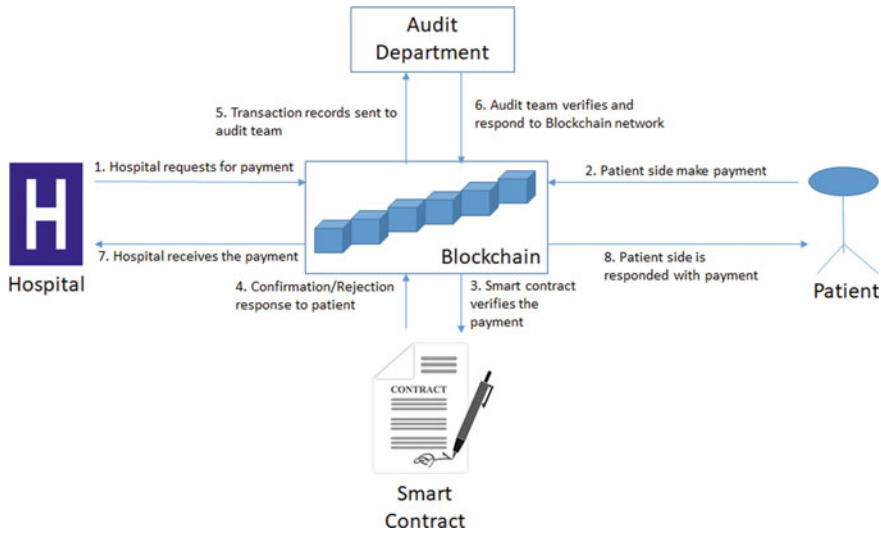 Audit
Department
5. Transaction records sent to
audit team
6. Audit team verifies and
respond to Blockchain network
1. Hospital requests for payment
2. Patient side make payment
H
Hospital
7. Hospital receives the payment
Blockchain
8. Patient side is
responded with payment
Patient
4. Confirmation/Rejection
response to patient
3. Smart contract
verifies the
payment
CONTRACT
Smart
Contract